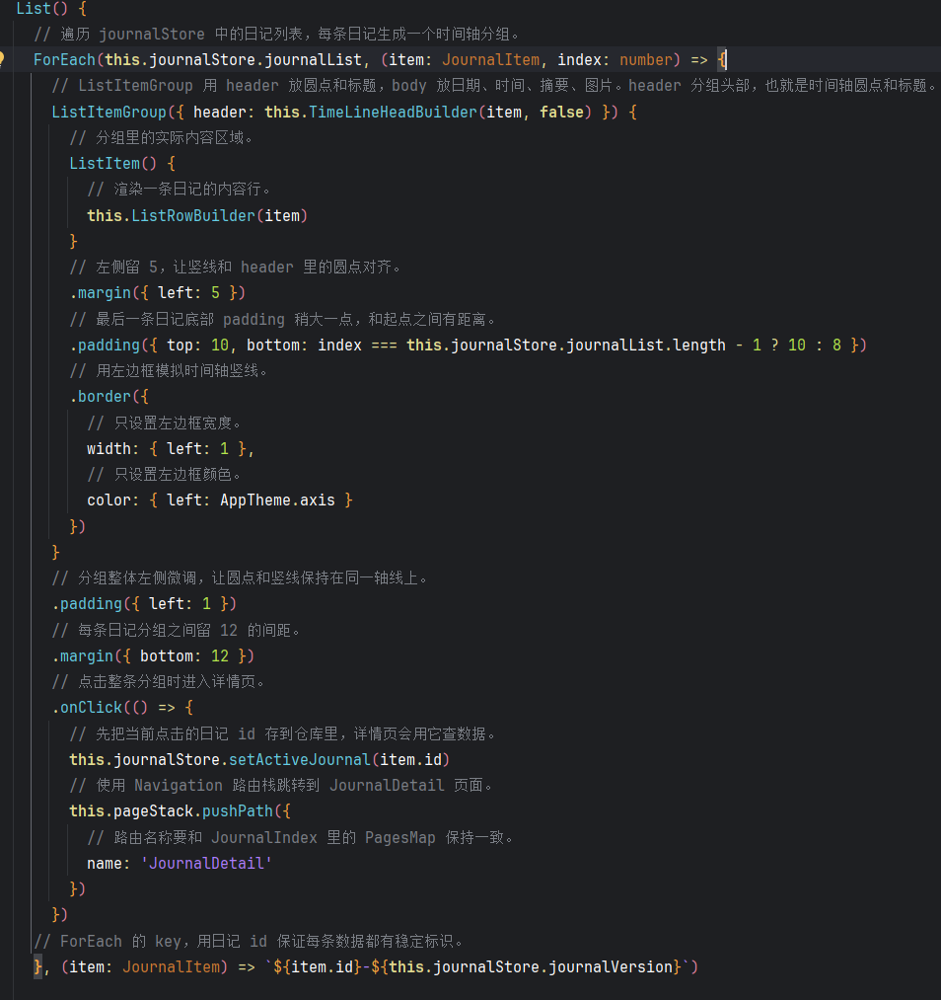 List() {
// 遍历 journalStore 中的日记列表，每条日记生成一个时间轴分组。
ForEach(this.journalStore.journalList, (item: JournalItem, index: number) => {
// ListItemGroup 用 header 放圆点和标题，body 放日期、时间、摘要、图片。header 分组头部，也就是时间轴圆点和标题。
ListItemGroup({ header: this.TimeLineHeadBuilder(item, false) }) {
// 分组里的实际内容区域。
ListItem() {
// 渲染一条日记的内容行。
this.ListRowBuilder(item)
}
// 左侧留 5，让竖线和 header 里的圆点对齐。
.margin({ left: 5 })
// 最后一条日记底部 padding 稍大一点，和起点之间有距离。
.padding({ top: 10, bottom: index === this.journalStore.journalList.length - 1 ? 10 : 8 })
// 用左边框模拟时间轴竖线。
.border({
// 只设置左边框宽度。
width: { left: 1 },
// 只设置左边框颜色。
color: { left: AppTheme.axis }
})
}
// 分组整体左侧微调，让圆点和竖线保持在同一轴线上。
.padding({ left: 1 })
// 每条日记分组之间留 12 的间距。
.margin({ bottom: 12 })
// 点击整条分组时进入详情页。
.onClick(() => {
// 先把当前点击的日记 id 存到仓库里，详情页会用它查数据。
this.journalStore.setActiveJournal(item.id)
// 使用 Navigation 路由栈跳转到 JournalDetail 页面。
this.pageStack.pushPath({
// 路由名称要和 JournalIndex 里的 PagesMap 保持一致。
name: 'JournalDetail'
})
})
// ForEach 的 key，用日记 id 保证每条数据都有稳定标识。
}, (item: JournalItem) => `${item.id}-${this.journalStore.journalVersion}`)